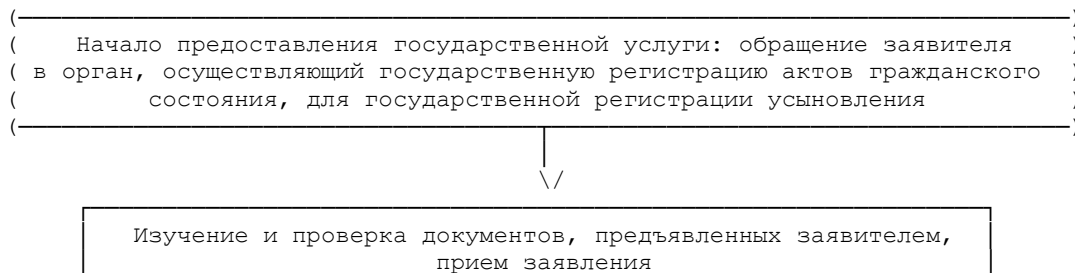 Начало предоставления государственной услуги: обращение заявителя
в орган, осуществляющий государственную регистрацию актов гражданского
состояния, для государственной регистрации усыновления
Изучение и проверка документов, предъявленных заявителем,
прием заявления